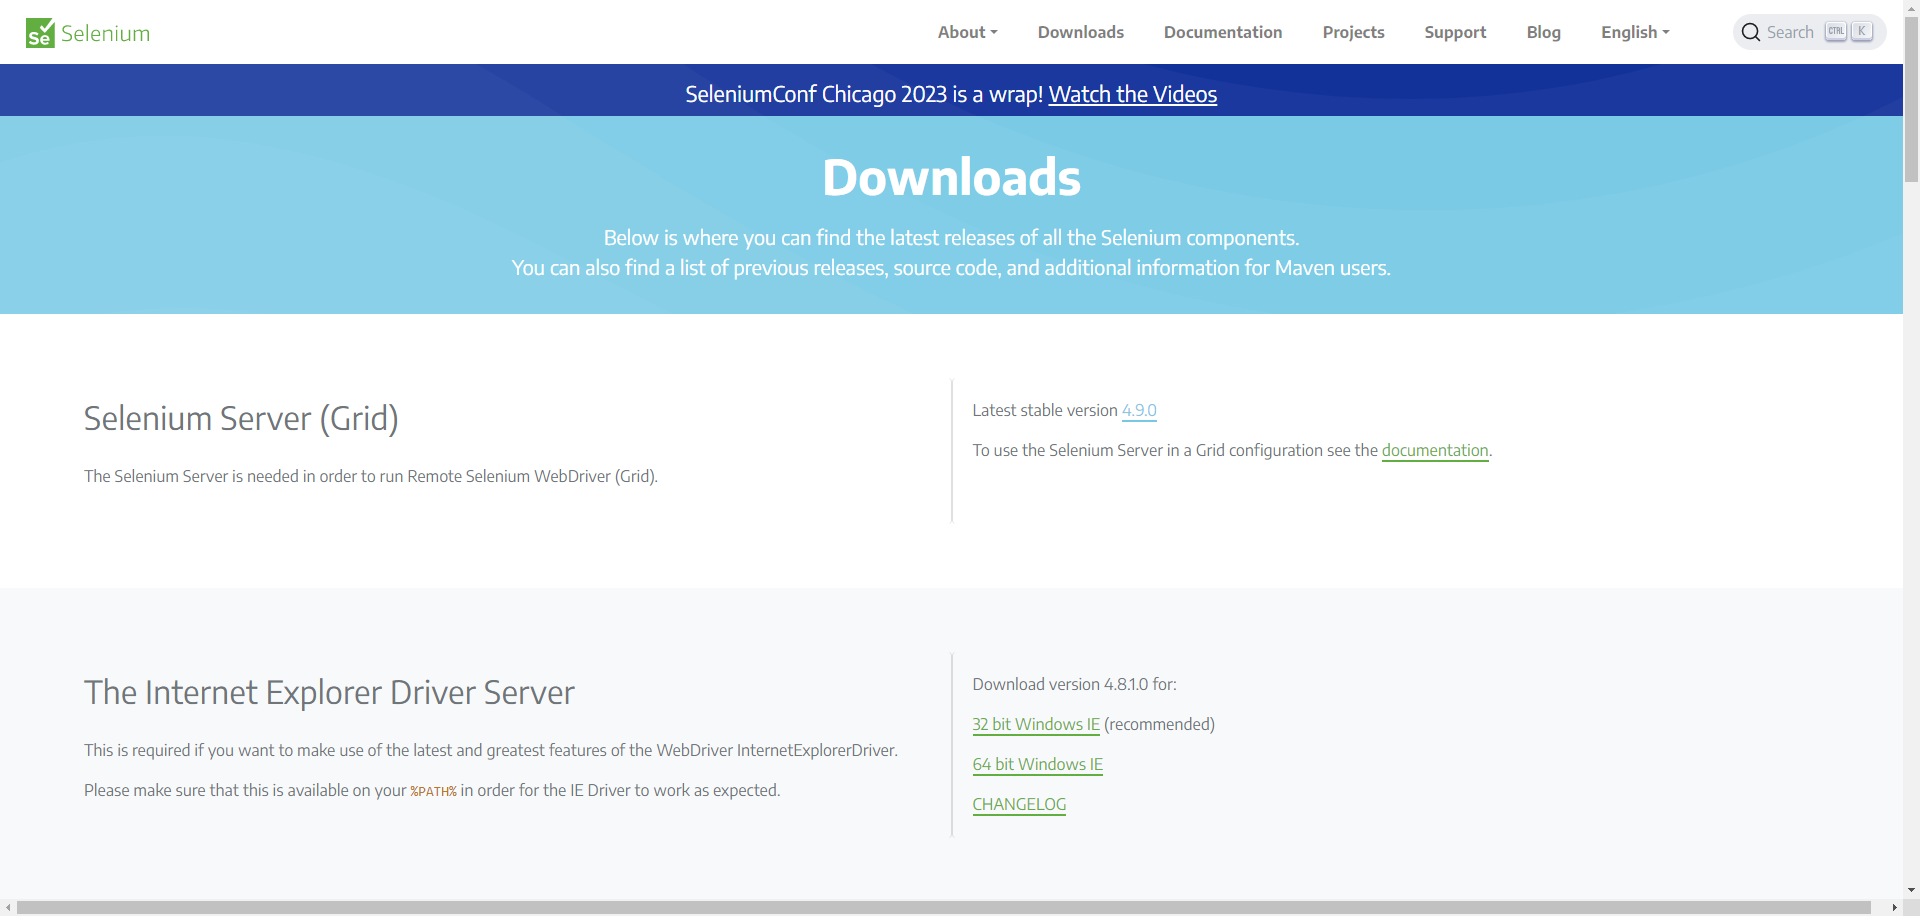 Se Selenium
About Downloads Documentation Projects Support Blog English Search CTRL K
SeleniumConf Chicago 2023 is a wrap! Watch the Videos
Downloads
Below is where you can find the latest releases of all the Selenium components.
You can also find a list of previous releases, source code, and additional information for Maven users.
Selenium Server (Grid)
The Selenium Server is needed in order to run Remote Selenium WebDriver (Grid).
Latest stable version 4.9.0
To use the Selenium Server in a Grid configuration see the documentation.
The Internet Explorer Driver Server
This is required if you want to make use of the latest and greatest features of the WebDriver InternetExplorerDriver.
Please make sure that this is available on your %PATH% in order for the IE Driver to work as expected.
Download version 4.8.1.0 for:
32 bit Windows IE (recommended)
64 bit Windows IE
CHANGELOG